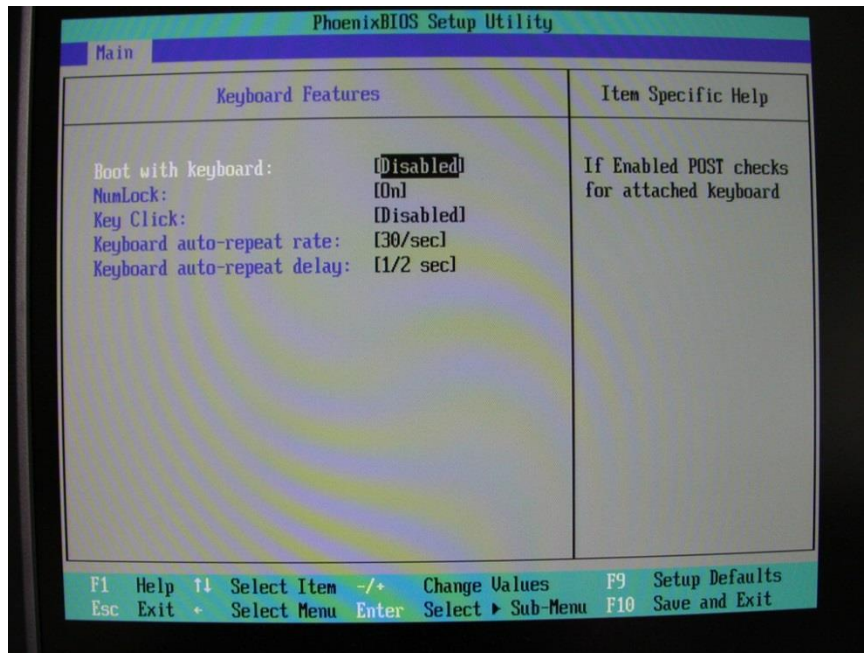 PhoenixBIOS Setup Utility
Main
Keyboard Features
Item Specific Help
Boot with keyboard: [Disabled]
NumLock: [On]
Key Click: [Disabled]
Keyboard auto-repeat rate: [30/sec]
Keyboard auto-repeat delay: [1/2 sec]
If Enabled POST checks
for attached keyboard
F1 Help ↑↓ Select Item -/+ Change Values F9 Setup Defaults
Esc Exit ← Select Menu Enter Select ▶ Sub-Menu F10 Save and Exit